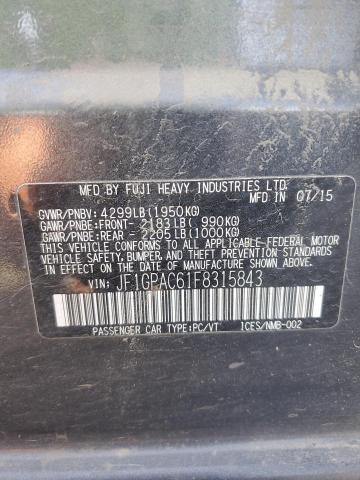 MFD BY FUJI HEAVY INDUSTRIES LTD. IN 07/15
GVWR/PNBV: 4299LB(1950KG)
GAWR/PNBE:FRONT- 2183LB( 990KG)
GAWR/PNBE:REAR - 2205LB(1000KG)
THIS VEHICLE CONFORMS TO ALL APPLICABLE FEDERAL MOTOR
VEHICLE SAFETY, BUMPER, AND THEFT PREVENTION STANDARDS
IN EFFECT ON THE DATE OF MANUFACTURE SHOWN ABOVE.
VIN: JF1GPAC61F8315843
PASSENGER CAR TYPE:PC/VT ICES/NMB-002